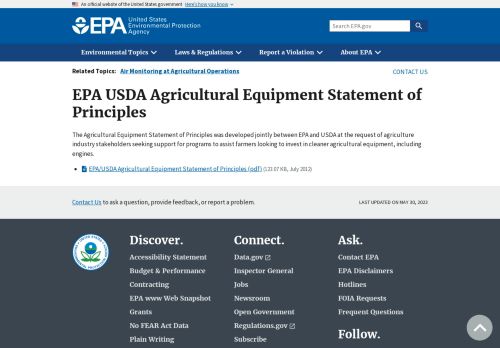 An official website of the United States government Here's how you know
EPA United States
Environmental Protection
Agency
Search EPA.gov
Environmental Topics Laws & Regulations Report a Violation About EPA
Related Topics: Air Monitoring at Agricultural Operations CONTACT US
EPA USDA Agricultural Equipment Statement of
Principles
The Agricultural Equipment Statement of Principles was developed jointly between EPA and USDA at the request of agriculture
industry stakeholders seeking support for programs to assist farmers looking to invest in cleaner agricultural equipment, including
engines.
EPA/USDA Agricultural Equipment Statement of Principles (pdf) (123.07 KB, July 2012)
Contact Us to ask a question, provide feedback, or report a problem. LAST UPDATED ON MAY 30, 2023
Discover.
Accessibility Statement
Budget & Performance
Contracting
EPA www Web Snapshot
Grants
No FEAR Act Data
Plain Writing
Connect.
Data.gov
Inspector General
Jobs
Newsroom
Open Government
Regulations.gov
Subscribe
Ask.
Contact EPA
EPA Disclaimers
Hotlines
FOIA Requests
Frequent Questions
Follow.